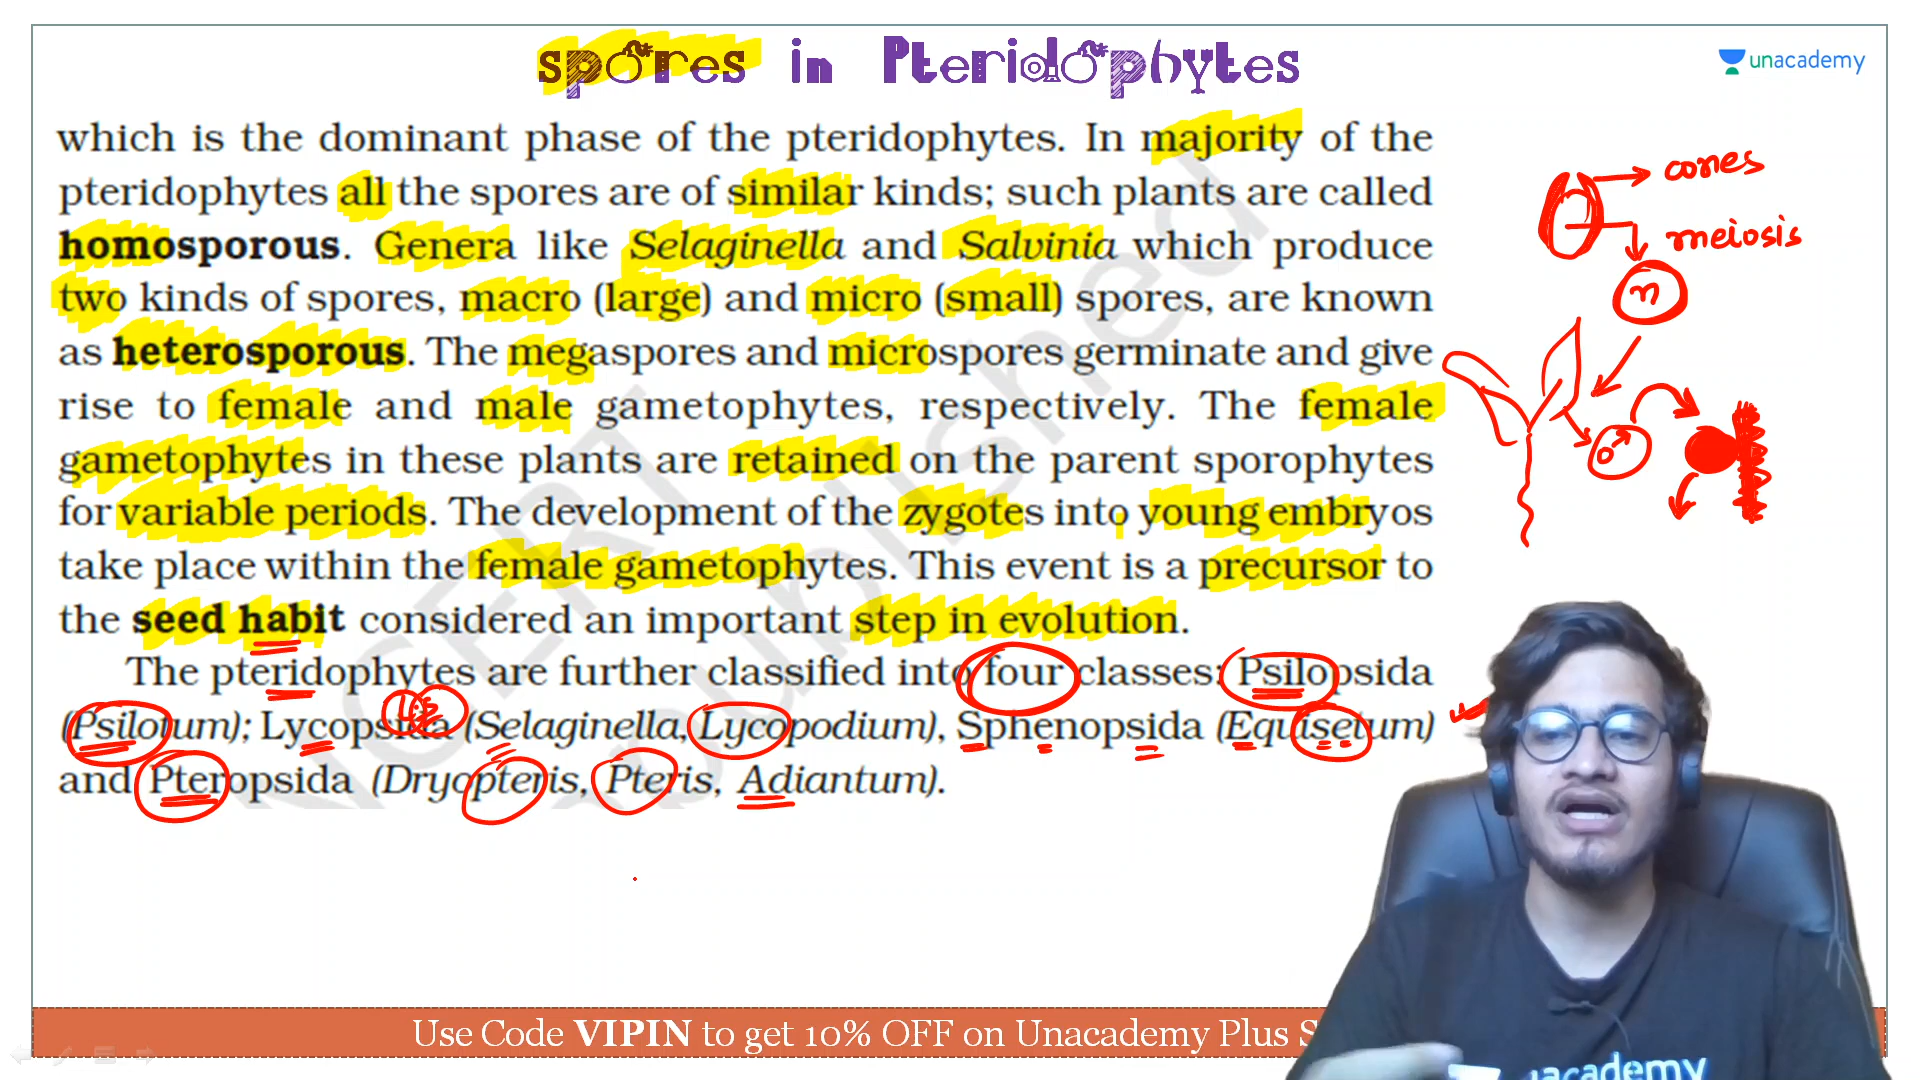 spores in Pteridophytes
unacademy
which is the dominant phase of the pteridophytes. In majority of the
pteridophytes all the spores are of similar kinds; such plants are called
homosporous. Genera like Selaginella and Salvinia which produce
two kinds of spores, macro (large) and micro (small) spores, are known
as heterosporous. The megaspores and microspores germinate and give
rise to female and male gametophytes, respectively. The female
gametophytes in these plants are retained on the parent sporophytes
for variable periods. The development of the zygotes into young embryos
take place within the female gametophytes. This event is a precursor to
the seed habit considered an important step in evolution.
The pteridophytes are further classified into four classes: Psilopsida
(Psilotum); Lycopsida (Selaginella, Lycopodium), Sphenopsida (Equisetum)
and Pteropsida (Dryopteris, Pteris, Adiantum).
cones
meiosis
n
Use Code VIPIN to get 10% OFF on Unacademy Plus S
unacademy